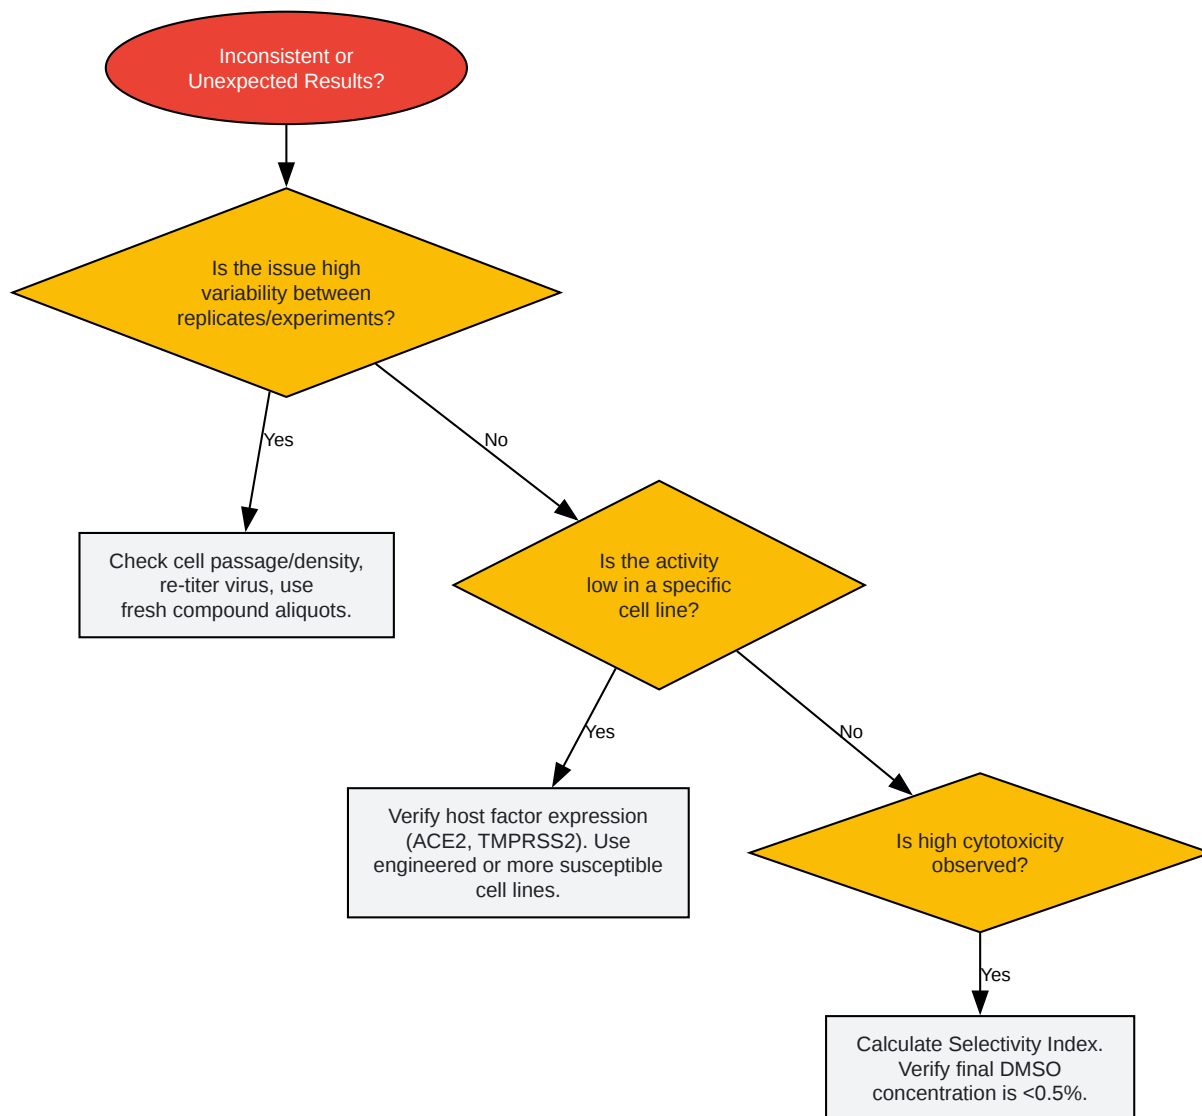 Inconsistent or
Unexpected Results?
Is the issue high
variability between
replicates/experiments?
Yes
No
Check cell passage/density,
re-titer virus, use
fresh compound aliquots.
Is the activity
low in a specific
cell line?
Yes
No
Verify host factor expression
(ACE2, TMPRSS2). Use
engineered or more susceptible
cell lines.
Is high cytotoxicity
observed?
Yes
Calculate Selectivity Index.
Verify final DMSO
concentration is <0.5%.